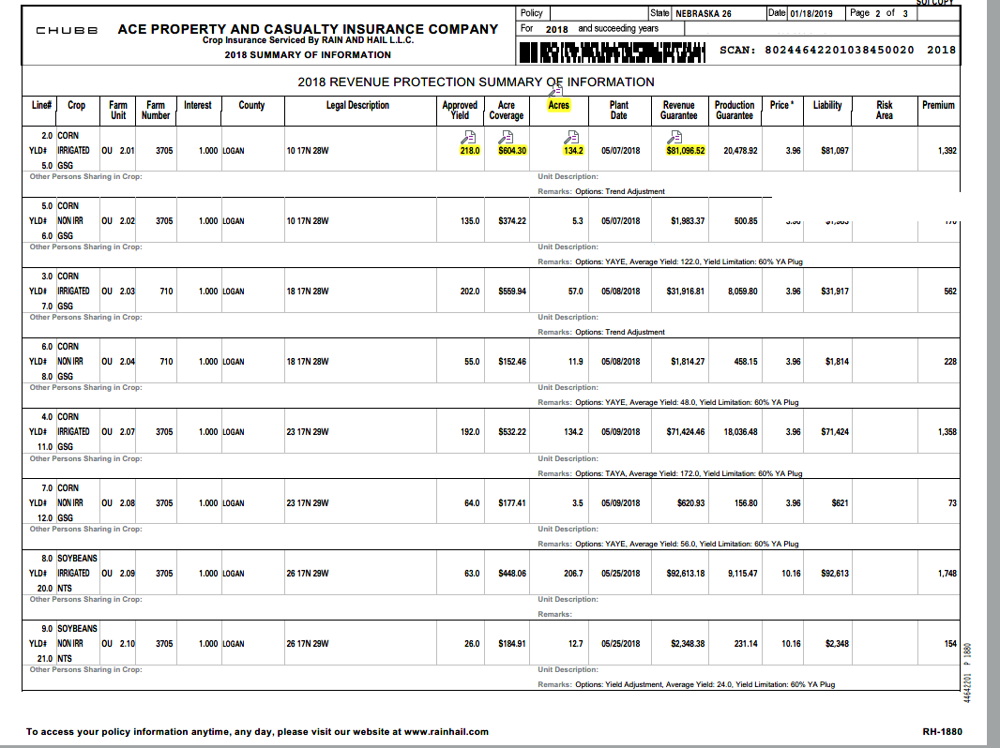 SOI COPY
CHUBB ACE PROPERTY AND CASUALTY INSURANCE COMPANY
Crop Insurance Serviced By RAIN AND HAIL L.L.C.
2018 SUMMARY OF INFORMATION
Policy State NEBRASKA 26 Date 01/18/2019 Page 2 of 3
For 2018 and succeeding years
SCAN: 80244642201038450020 2018
2018 REVENUE PROTECTION SUMMARY OF INFORMATION
Line# Crop Farm Unit Farm Number Interest County Legal Description Approved Yield Acre Coverage Acres Plant Date Revenue Guarantee Production Guarantee Price * Liability Risk Area Premium
2.0 CORN
YLD# IRRIGATED OU 2.01 3705 1.000 LOGAN 10 17N 28W 218.0 $604.30 134.2 05/07/2018 $81,096.52 20,478.92 3.96 $81,097 1,392
5.0 GSG
Other Persons Sharing in Crop: Unit Description:
Remarks: Options: Trend Adjustment
5.0 CORN
YLD# NON IRR OU 2.02 3705 1.000 LOGAN 10 17N 28W 135.0 $374.22 5.3 05/07/2018 $1,983.37 500.85
6.0 GSG
Other Persons Sharing in Crop: Unit Description:
Remarks: Options: YAYE, Average Yield: 122.0, Yield Limitation: 60% YA Plug
3.0 CORN
YLD# IRRIGATED OU 2.03 710 1.000 LOGAN 18 17N 28W 202.0 $559.94 57.0 05/08/2018 $31,916.81 8,059.80 3.96 $31,917 562
7.0 GSG
Other Persons Sharing in Crop: Unit Description:
Remarks: Options: Trend Adjustment
6.0 CORN
YLD# NON IRR OU 2.04 710 1.000 LOGAN 18 17N 28W 55.0 $152.46 11.9 05/08/2018 $1,814.27 458.15 3.96 $1,814 228
8.0 GSG
Other Persons Sharing in Crop: Unit Description:
Remarks: Options: YAYE, Average Yield: 48.0, Yield Limitation: 60% YA Plug
4.0 CORN
YLD# IRRIGATED OU 2.07 3705 1.000 LOGAN 23 17N 29W 192.0 $532.22 134.2 05/09/2018 $71,424.46 18,036.48 3.96 $71,424 1,358
11.0 GSG
Other Persons Sharing in Crop: Unit Description:
Remarks: Options: TAYA, Average Yield: 172.0, Yield Limitation: 60% YA Plug
7.0 CORN
YLD# NON IRR OU 2.08 3705 1.000 LOGAN 23 17N 29W 64.0 $177.41 3.5 05/09/2018 $620.93 156.80 3.96 $621 73
12.0 GSG
Other Persons Sharing in Crop: Unit Description:
Remarks: Options: YAYE, Average Yield: 56.0, Yield Limitation: 60% YA Plug
8.0 SOYBEANS
YLD# IRRIGATED OU 2.09 3705 1.000 LOGAN 26 17N 29W 63.0 $448.06 206.7 05/25/2018 $92,613.18 9,115.47 10.16 $92,613 1,748
20.0 NTS
Other Persons Sharing in Crop: Unit Description:
Remarks:
9.0 SOYBEANS
YLD# NON IRR OU 2.10 3705 1.000 LOGAN 26 17N 29W 26.0 $184.91 12.7 05/25/2018 $2,348.38 231.14 10.16 $2,348 154
21.0 NTS
Other Persons Sharing in Crop: Unit Description:
Remarks: Options: Yield Adjustment, Average Yield: 24.0, Yield Limitation: 60% YA Plug
44642201 P 1880
To access your policy information anytime, any day, please visit our website at www.rainhail.com RH-1880